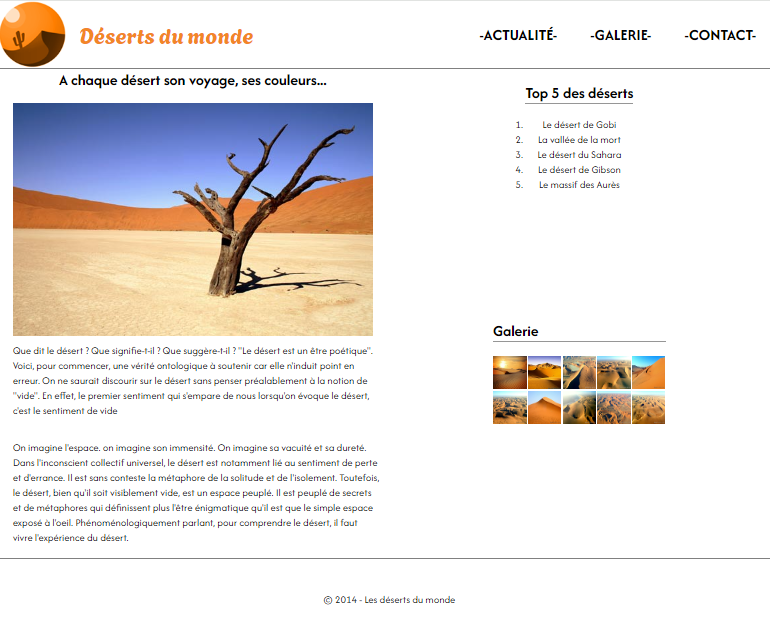 Déserts du monde
-ACTUALITÉ-
-GALERIE-
-CONTACT-
A chaque désert son voyage, ses couleurs...
Que dit le désert ? Que signifie-t-il ? Que suggère-t-il ? "Le désert est un être poétique".
Voici, pour commencer, une vérité ontologique à soutenir car elle n'induit point en
erreur. On ne saurait discourir sur le désert sans penser préalablement à la notion de
"vide". En effet, le premier sentiment qui s'empare de nous lorsqu'on évoque le désert,
c'est le sentiment de vide
On imagine l'espace. on imagine son immensité. On imagine sa vacuité et sa dureté.
Dans l'inconscient collectif universel, le désert est notamment lié au sentiment de perte
et d'errance. Il est sans conteste la métaphore de la solitude et de l'isolement. Toutefois,
le désert, bien qu'il soit visiblement vide, est un espace peuplé. Il est peuplé de secrets
et de métaphores qui définissent plus l'être énigmatique qu'il est que le simple espace
exposé à l'oeil. Phénoménologiquement parlant, pour comprendre le désert, il faut
vivre l'expérience du désert.
Top 5 des déserts
1. Le désert de Gobi
2. La vallée de la mort
3. Le désert du Sahara
4. Le désert de Gibson
5. Le massif des Aurès
Galerie
© 2014 - Les déserts du monde